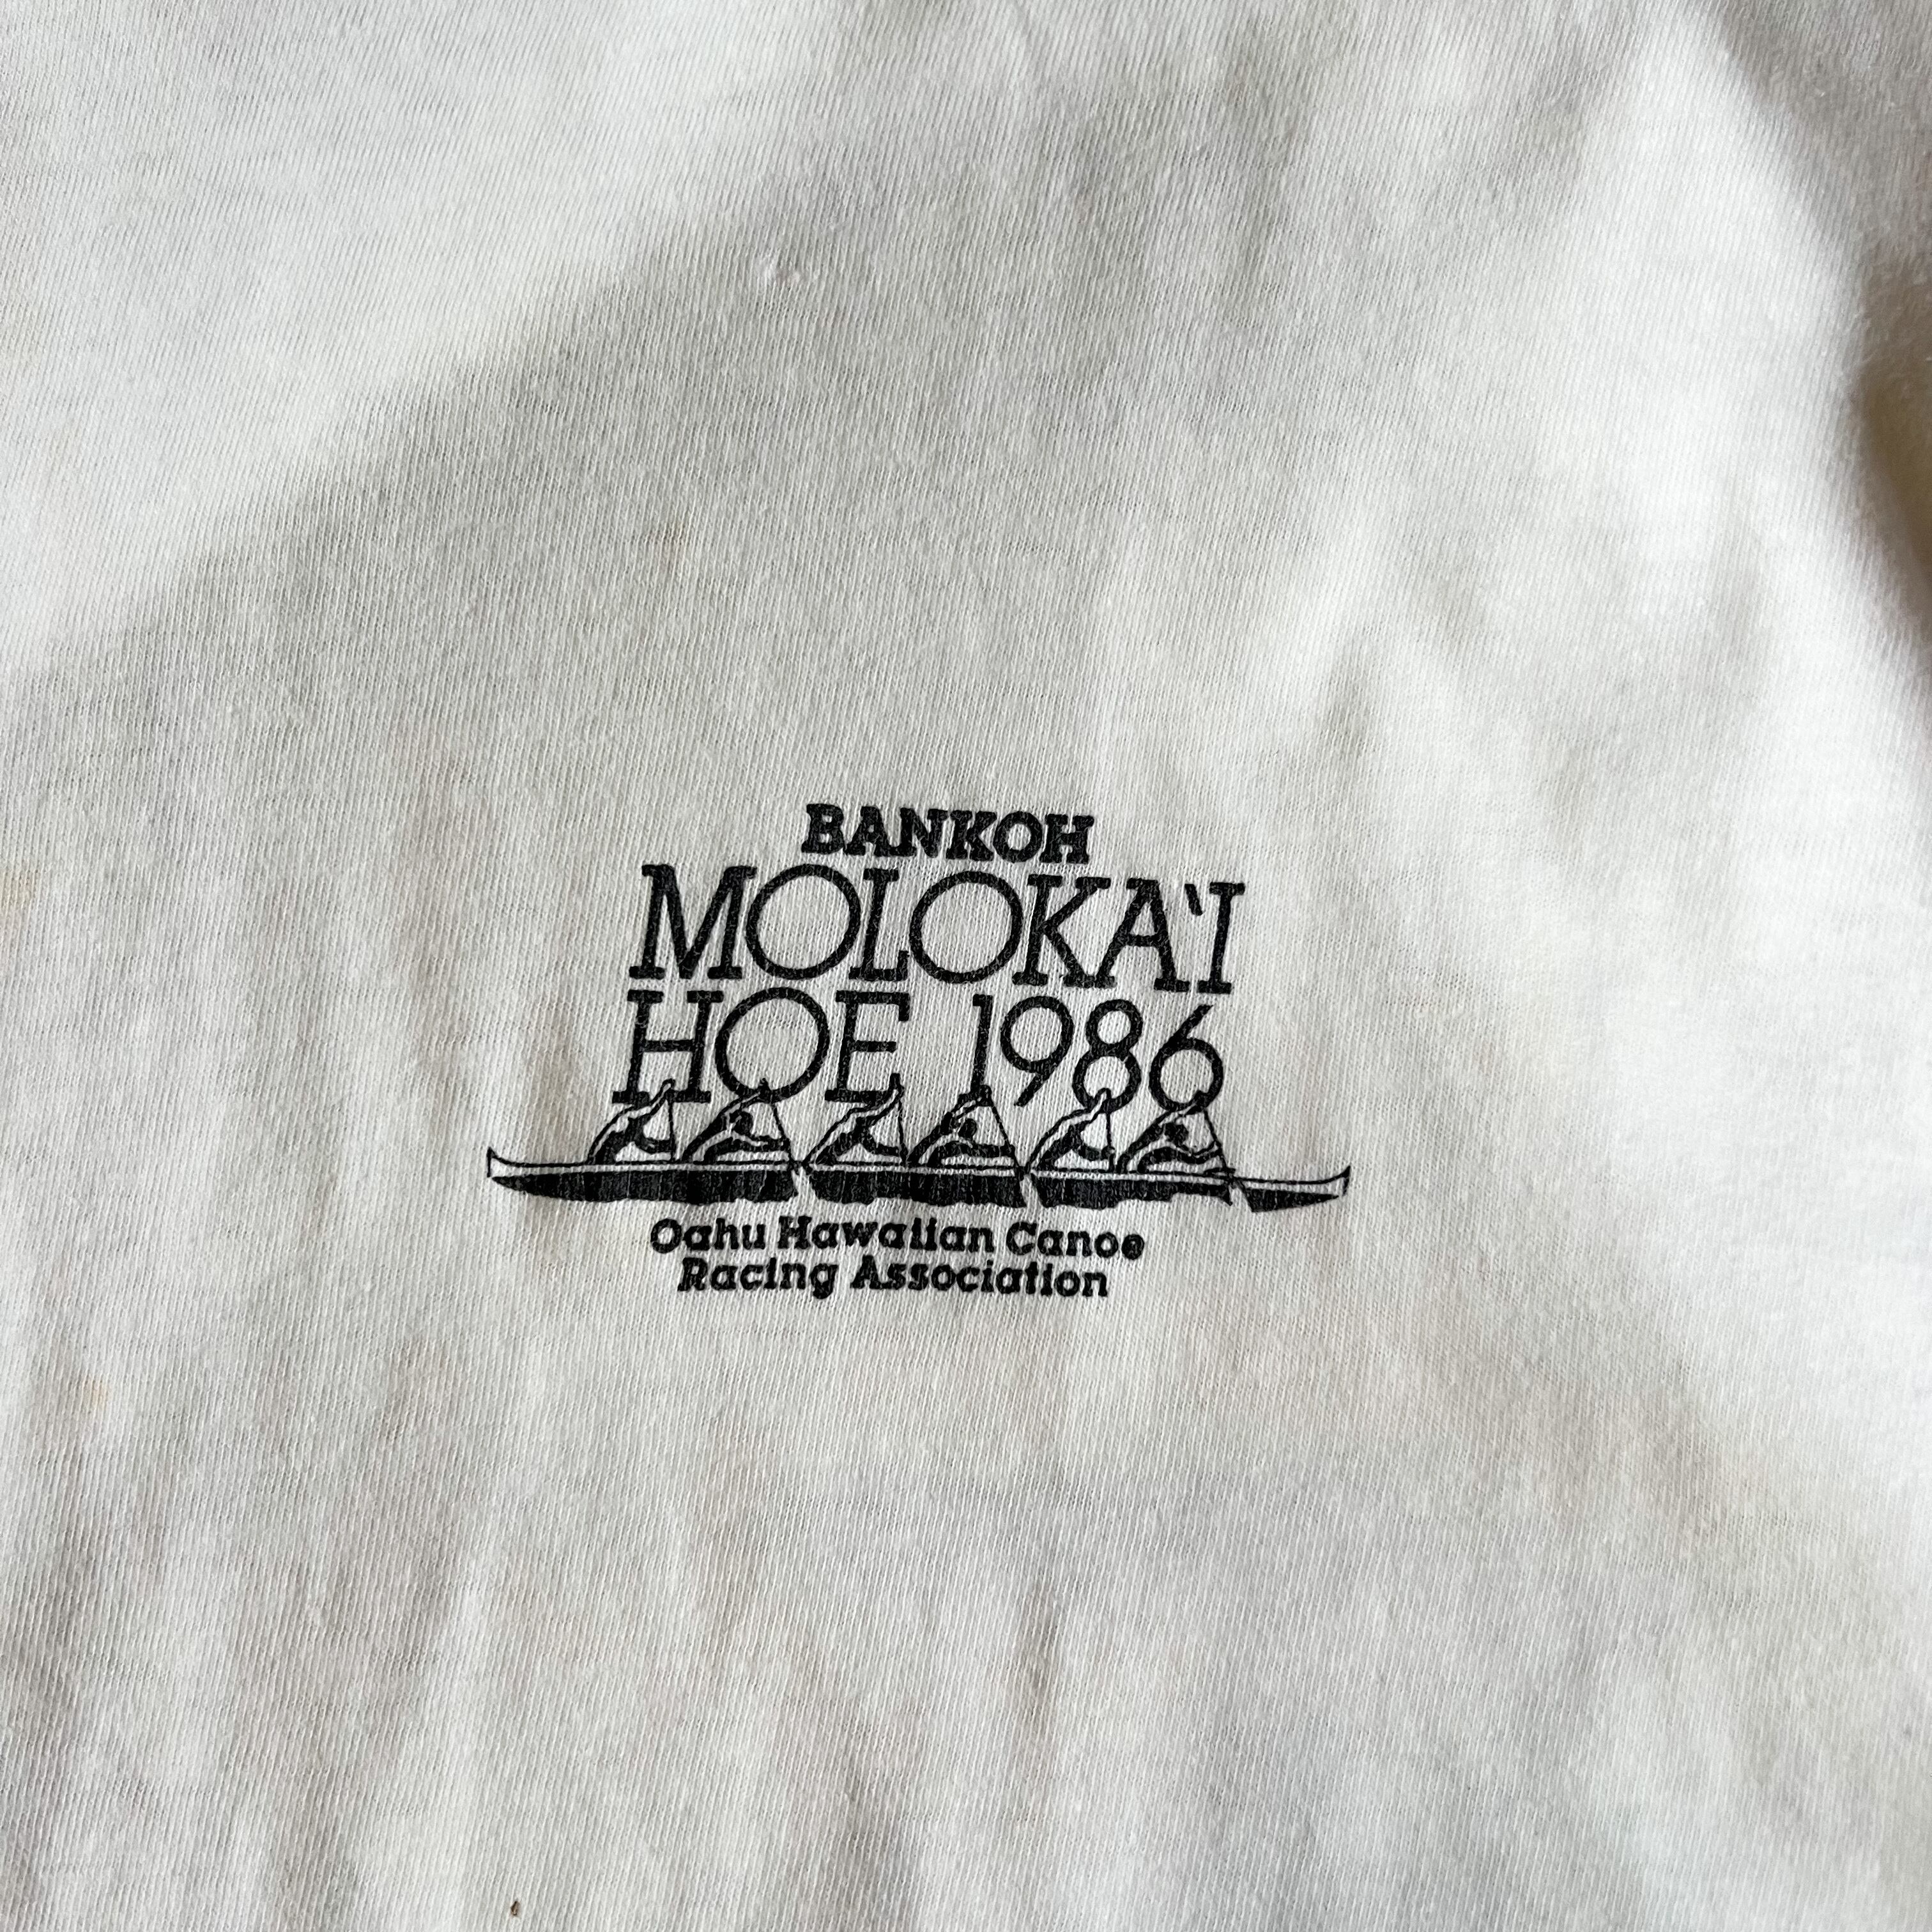 BANKOH
MOLOKA'I
HOE 1986
Oahu Hawaiian Canoe
Racing Association